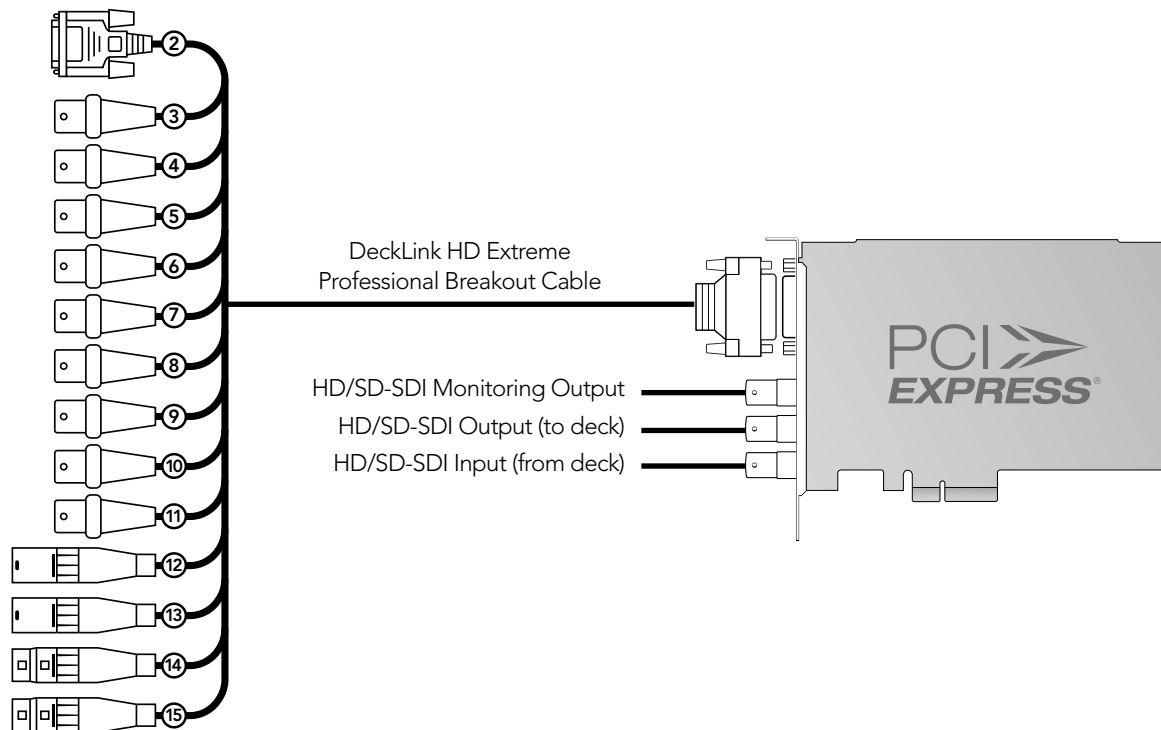 2
3
4
5
6
7
8
9
10
11
12
13
14
15
DeckLink HD Extreme
Professional Breakout Cable
HD/SD-SDI Monitoring Output
HD/SD-SDI Output (to deck)
HD/SD-SDI Input (from deck)
PCI
EXPRESS®